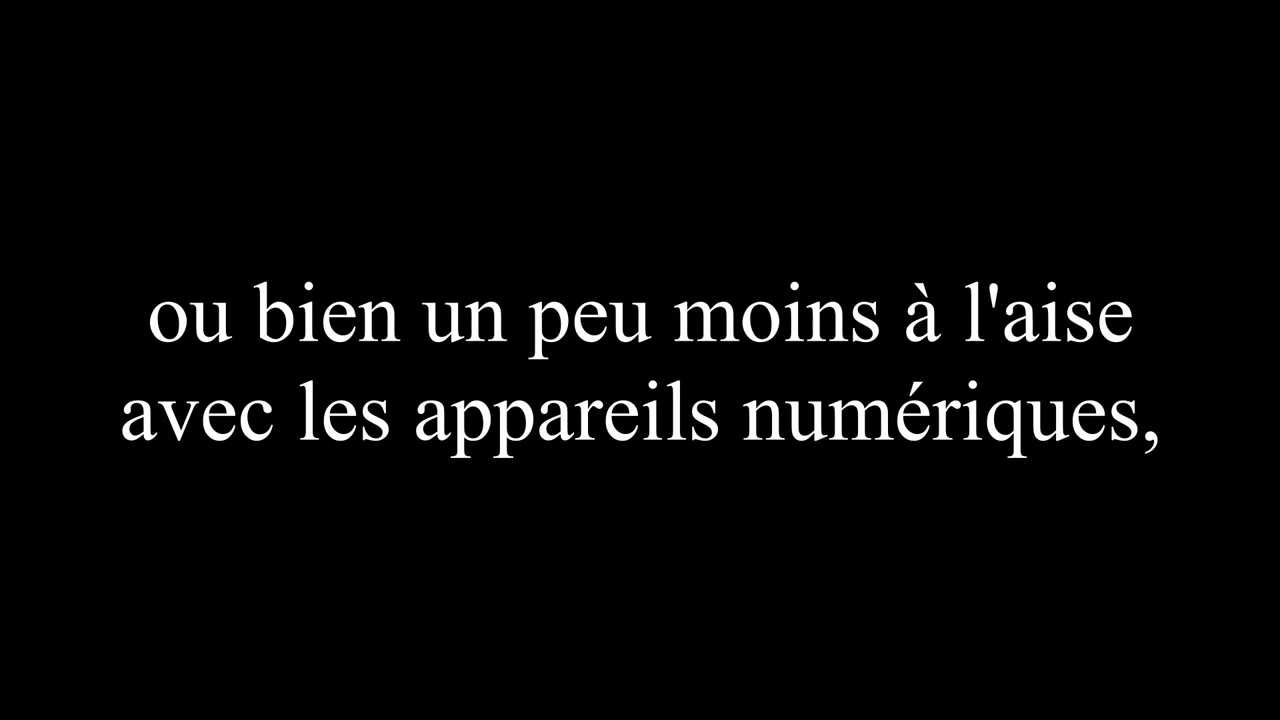 ou bien un peu moins à l'aise
avec les appareils numériques,